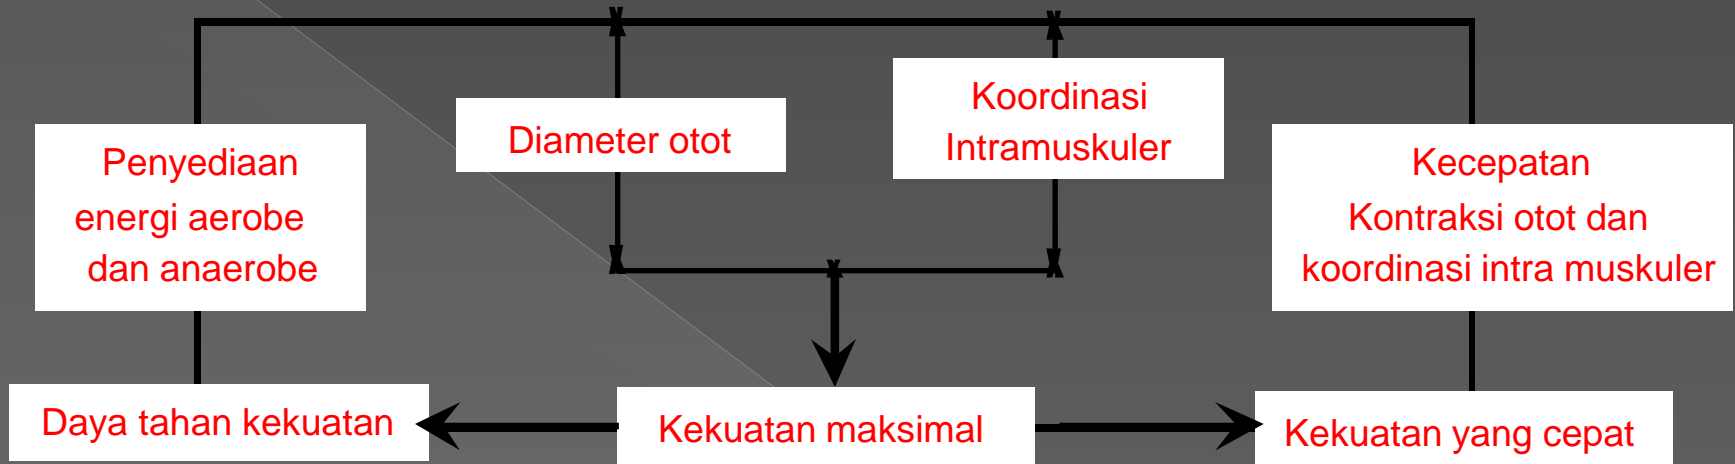 Penyediaan
energi aerobe
dan anaerobe
Diameter otot
Koordinasi
Intramuskuler
Kecepatan
Kontraksi otot dan
koordinasi intra muskuler
Daya tahan kekuatan
Kekuatan maksimal
Kekuatan yang cepat